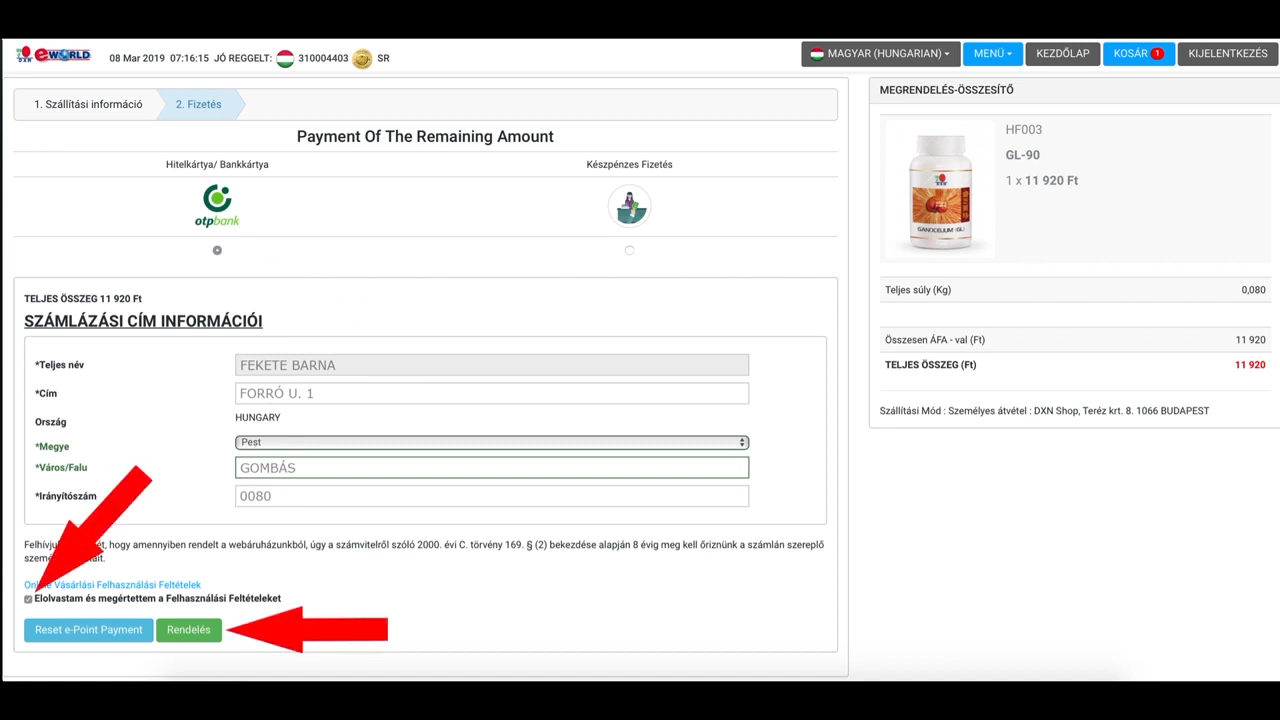 DXN eWORLD
08 Mar 2019 07:16:15 JÓ REGGELT: 310004403 SR
MAGYAR (HUNGARIAN)
MENÜ
KEZDŐLAP
KOSÁR 1
KIJELENTKEZÉS
1. Szállítási információ
2. Fizetés
Payment Of The Remaining Amount
Hitelkártya/ Bankkártya
Készpénzes Fizetés
otpbank
TELJES ÖSSZEG 11 920 Ft
SZÁMLÁZÁSI CÍM INFORMÁCIÓI
*Teljes név
FEKETE BARNA
*Cím
FORRÓ U. 1
Ország
HUNGARY
*Megye
Pest
*Város/Falu
GOMBÁS
*Irányítószám
0080
hogy amennyiben rendelt a webáruházunkból, úgy a számvitelről szóló 2000. évi C. törvény 169. § (2) bekezdése alapján 8 évig meg kell őriznünk a számlán szereplő
Vásárlási Felhasználási Feltételek
Elolvastam és megértettem a Felhasználási Feltételeket
Reset e-Point Payment
Rendelés
MEGRENDELÉS-ÖSSZESÍTŐ
HF003
GL-90
1 x 11 920 Ft
GANOCELIUM (GL)
Teljes súly (Kg)
0,080
Összesen ÁFA - val (Ft)
11 920
TELJES ÖSSZEG (Ft)
11 920
Szállítási Mód : Személyes átvétel : DXN Shop, Teréz krt. 8. 1066 BUDAPEST